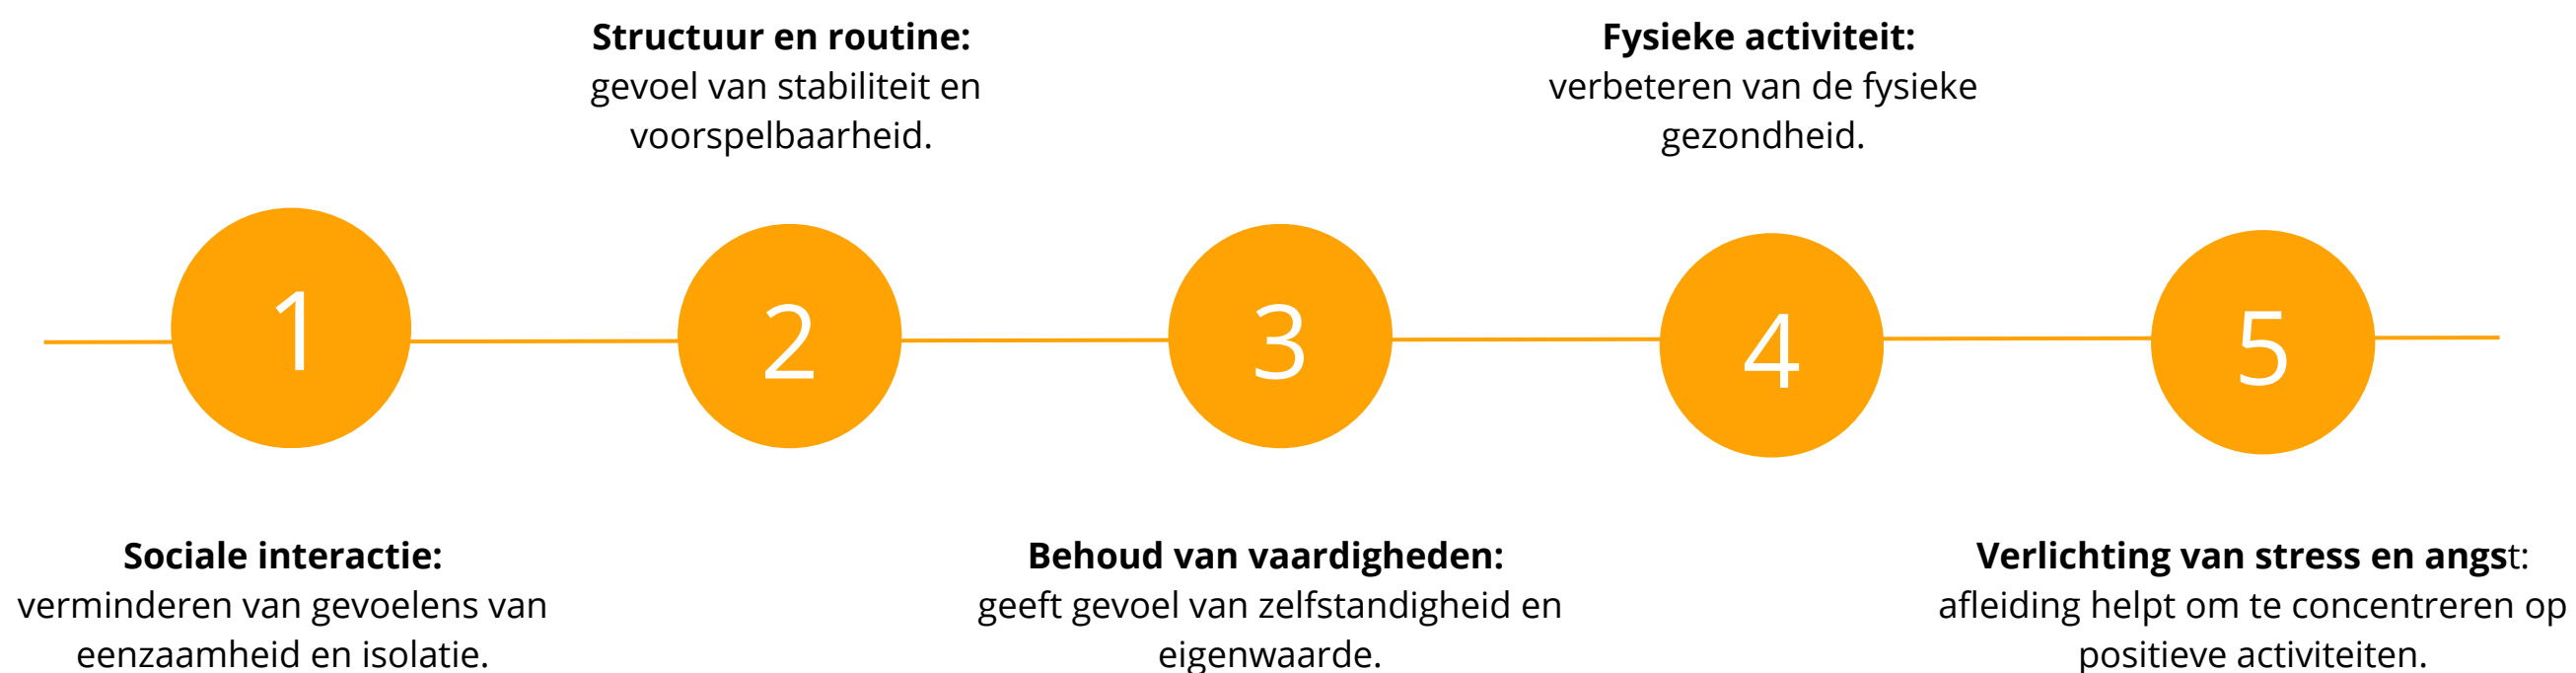 Structuur en routine:
gevoel van stabiliteit en
voorspelbaarheid.
Fysieke activiteit:
verbeteren van de fysieke
gezondheid.
1
2
3
4
5
Sociale interactie:
verminderen van gevoelens van
eenzaamheid en isolatie.
Behoud van vaardigheden:
geeft gevoel van zelfstandigheid en
eigenwaarde.
Verlichting van stress en angst:
afleiding helpt om te concentreren op
positieve activiteiten.